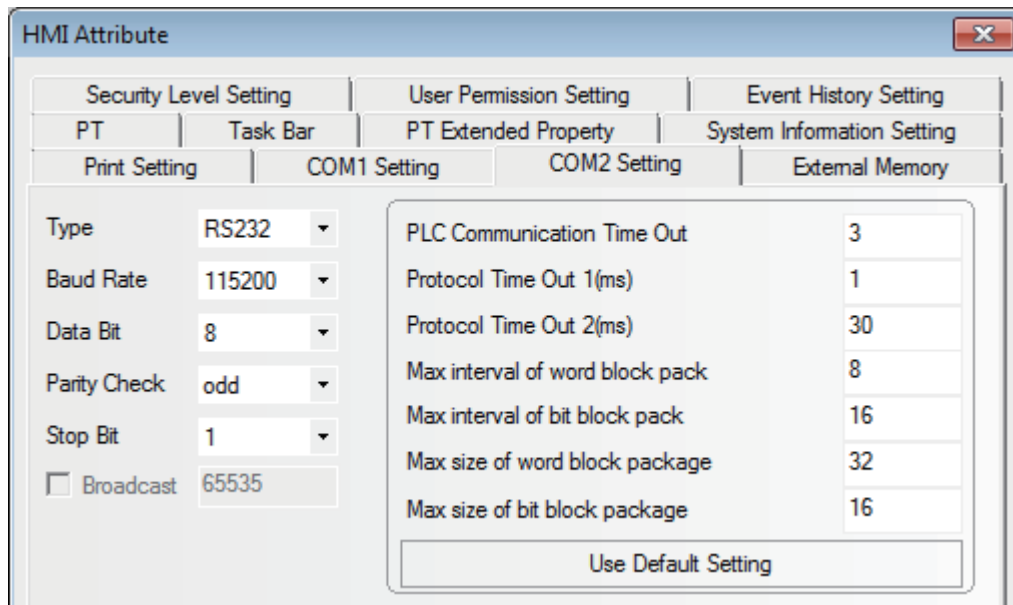 HMI Attribute
Security Level Setting User Permission Setting Event History Setting
PT Task Bar PT Extended Property System Information Setting
Print Setting COM1 Setting COM2 Setting External Memory
Type RS232
Baud Rate 115200
Data Bit 8
Parity Check odd
Stop Bit 1
Broadcast 65535
PLC Communication Time Out 3
Protocol Time Out 1(ms) 1
Protocol Time Out 2(ms) 30
Max interval of word block pack 8
Max interval of bit block pack 16
Max size of word block package 32
Max size of bit block package 16
Use Default Setting